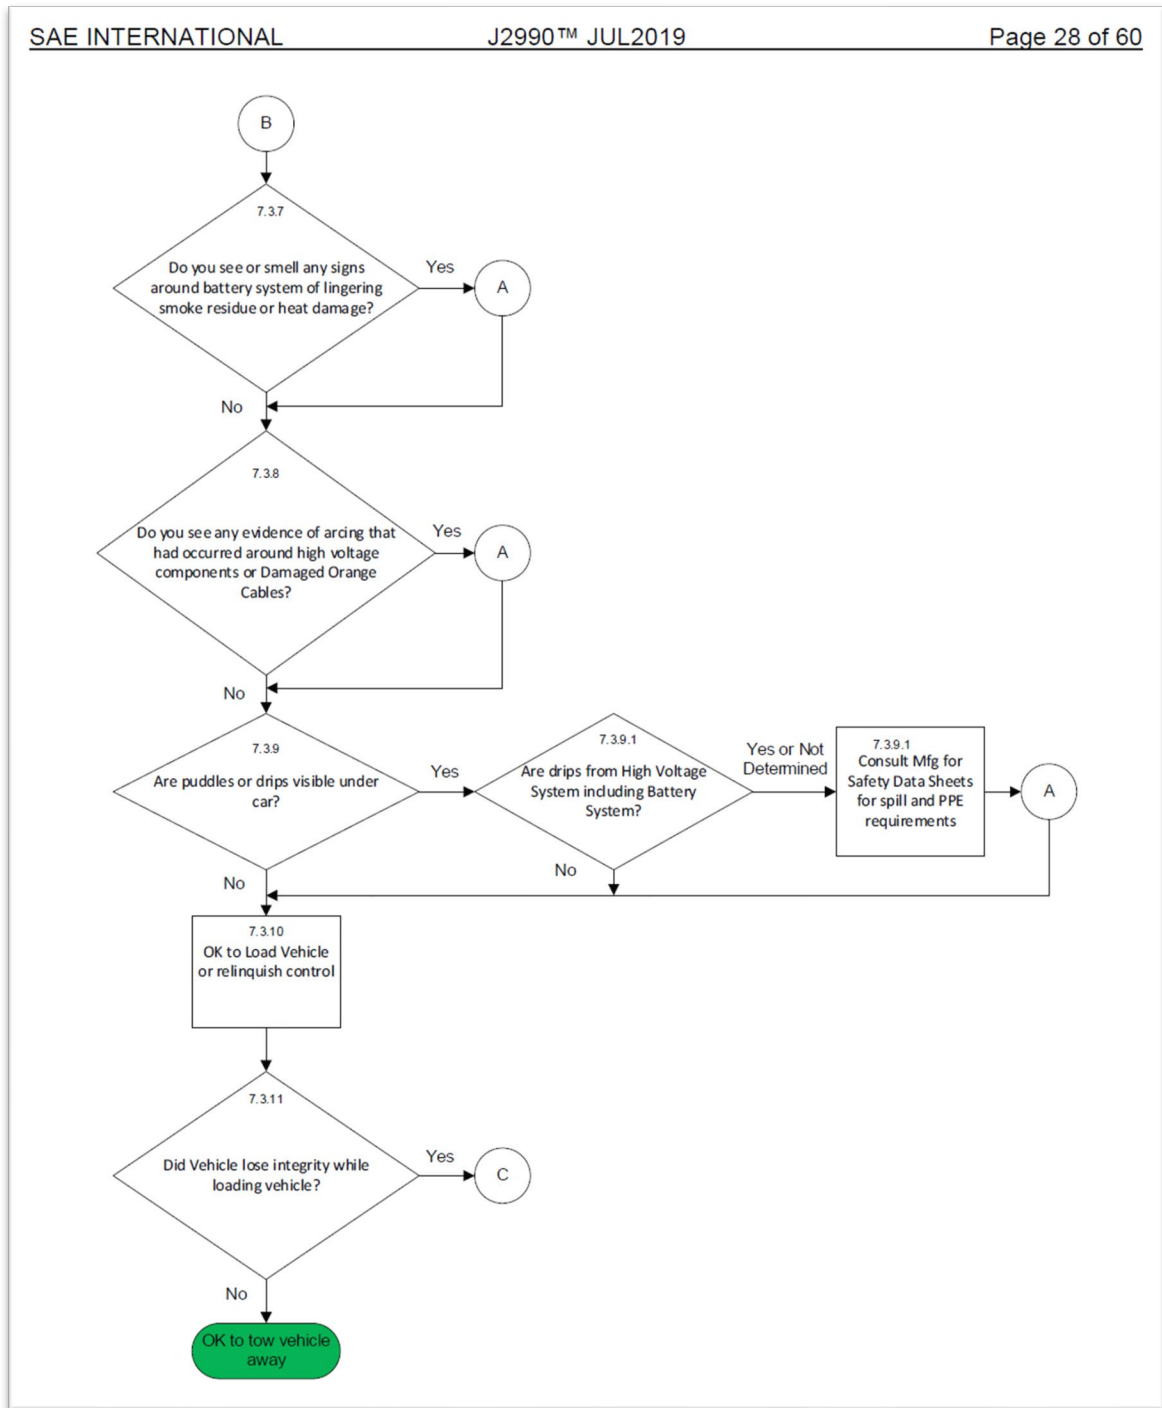 SAE INTERNATIONAL J2990™ JUL2019 Page 28 of 60
B
7.3.7
Do you see or smell any signs
around battery system of lingering
smoke residue or heat damage?
Yes
A
No
7.3.8
Do you see any evidence of arcing that
had occurred around high voltage
components or Damaged Orange
Cables?
Yes
A
No
7.3.9
Are puddles or drips visible under
car?
Yes
7.3.9.1
Are drips from High Voltage
System including Battery
System?
Yes or Not
Determined
7.3.9.1
Consult Mfg for
Safety Data Sheets
for spill and PPE
requirements
A
No
No
7.3.10
OK to Load Vehicle
or relinquish control
7.3.11
Did Vehicle lose integrity while
loading vehicle?
Yes
C
No
OK to tow vehicle
away